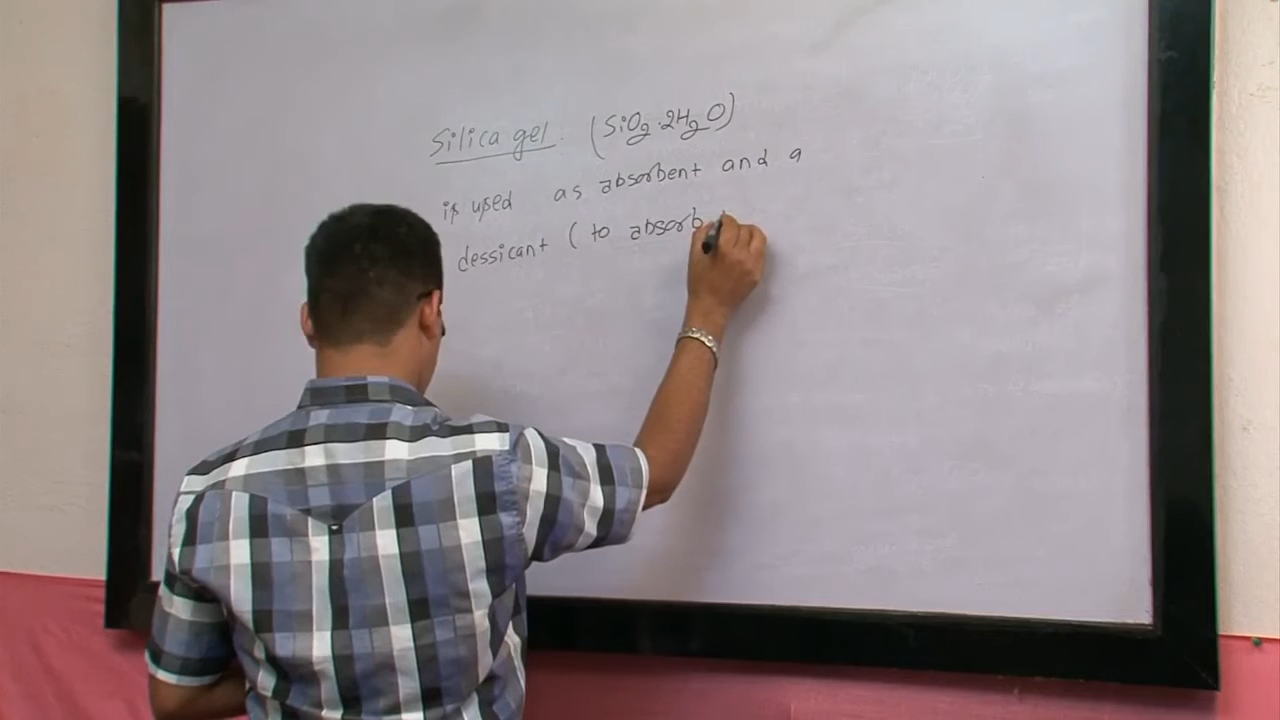 Silica gel. (SiO2.2H2O)
is used as absorbent and a
dessicant (to absorb